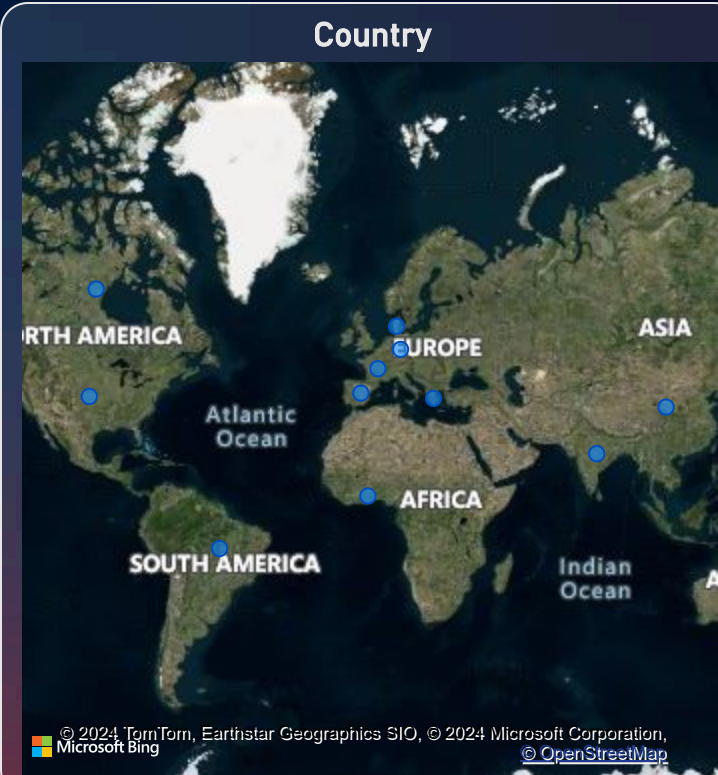 Country
RTH AMERICA
EUROPE
ASIA
Atlantic
Ocean
AFRICA
SOUTH AMERICA
Indian
Ocean
A
© 2024 TomTom, Earthstar Geographics SIO, © 2024 Microsoft Corporation,
Microsoft Bing
© OpenStreetMap